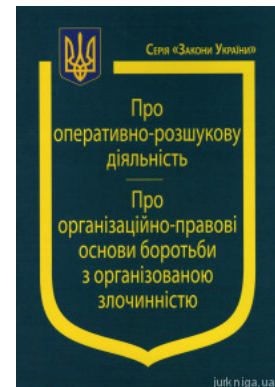 Серія «Закони України»
Про
оперативно-розшукову
діяльність
Про
організаційно-правові
основи боротьби
з організованою
злочинністю
jurkniga.ua